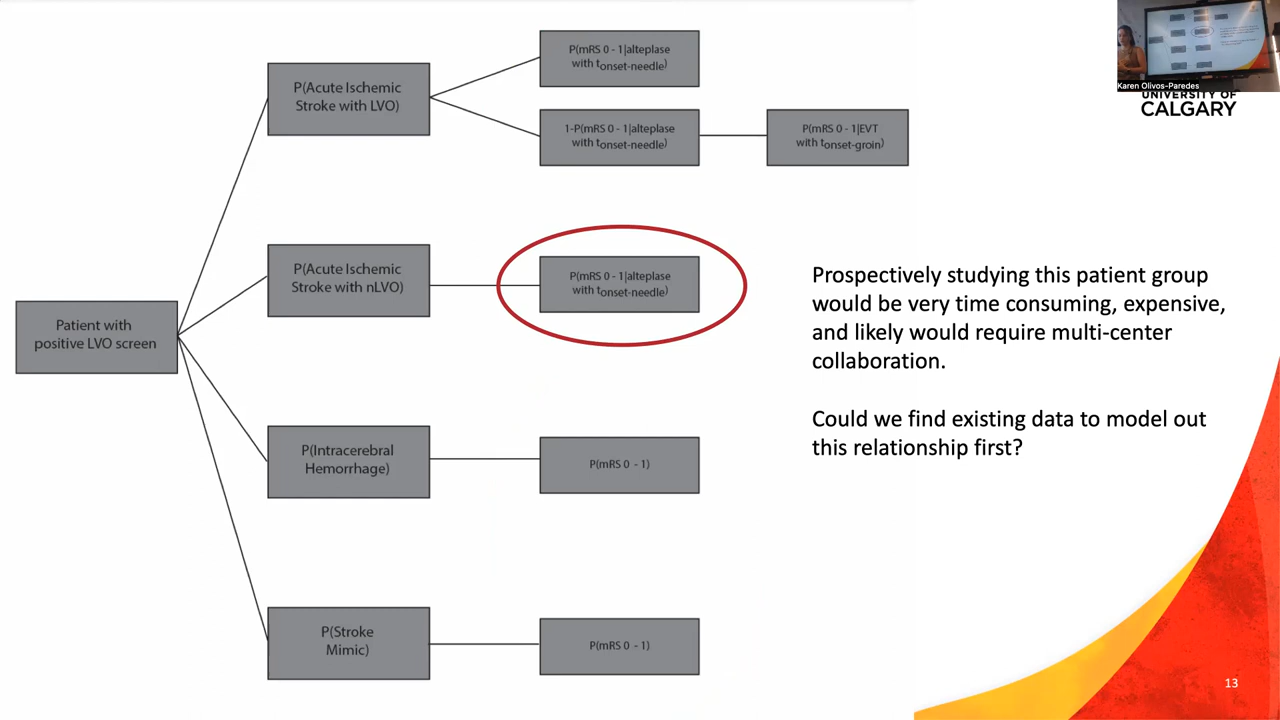 P(mRS 0 - 1|alteplase
with tonset-needle)
P(Acute Ischemic
Stroke with LVO)
1-P(mRS 0 - 1|alteplase
with tonset-needle)
P(mRS 0 - 1|EVT
with tonset-groin)
Karen Olivos-Paredes
UNIVERSITY OF
CALGARY
P(Acute Ischemic
Stroke with nLVO)
P(mRS 0 - 1|alteplase
with tonset-needle)
Patient with
positive LVO screen
P(Intracerebral
Hemorrhage)
P(mRS 0 - 1)
P(Stroke
Mimic)
P(mRS 0 - 1)
Prospectively studying this patient group
would be very time consuming, expensive,
and likely would require multi-center
collaboration.
Could we find existing data to model out
this relationship first?
13